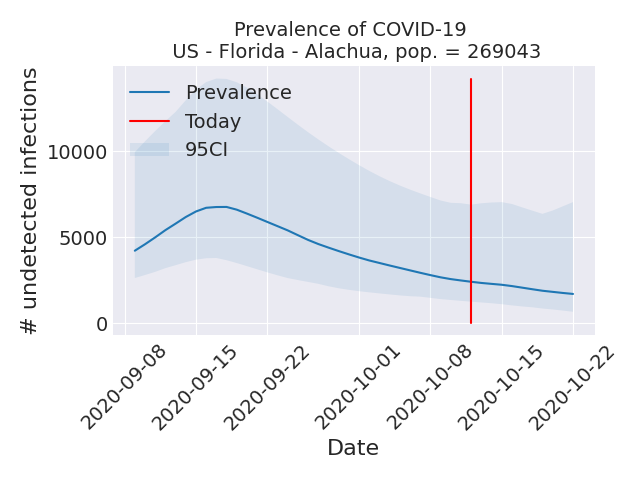 Prevalence of COVID-19
US - Florida - Alachua, pop. = 269043
# undetected infections
10000
5000
0
Prevalence
Today
95CI
2020-09-08
2020-09-15
2020-09-22
2020-10-01
2020-10-08
2020-10-15
2020-10-22
Date